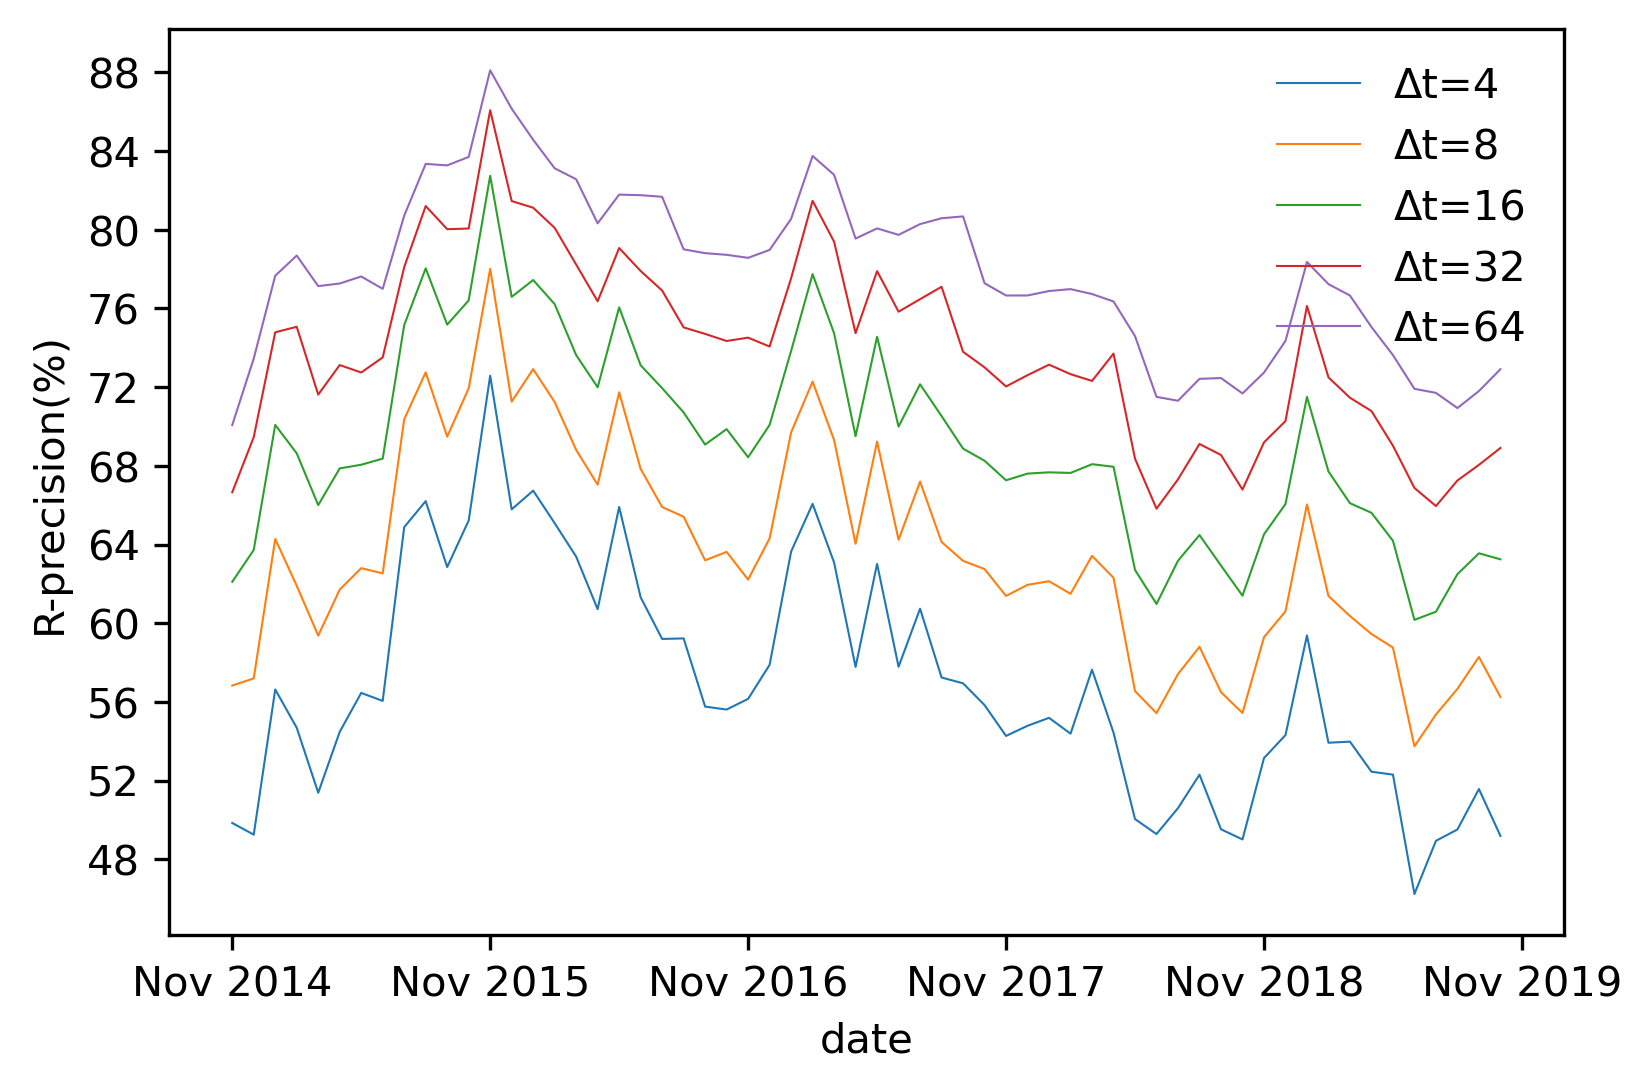 R-precision(%)
88
84
80
76
72
68
64
60
56
52
48
Δt=4
Δt=8
Δt=16
Δt=32
Δt=64
Nov 2014 Nov 2015 Nov 2016 Nov 2017 Nov 2018 Nov 2019
date